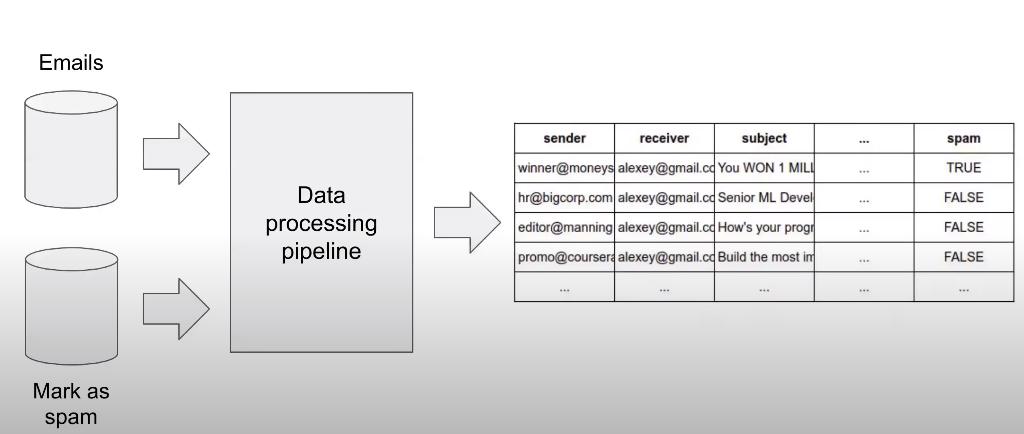 Emails
Mark as
spam
Data
processing
pipeline
sender receiver subject ... spam
winner@moneys alexey@gmail.co You WON 1 MILL ... TRUE
hr@bigcorp.com alexey@gmail.co Senior ML Devel ... FALSE
editor@manning alexey@gmail.co How's your progr ... FALSE
promo@coursera alexey@gmail.co Build the most im ... FALSE
... ... ... ... ...